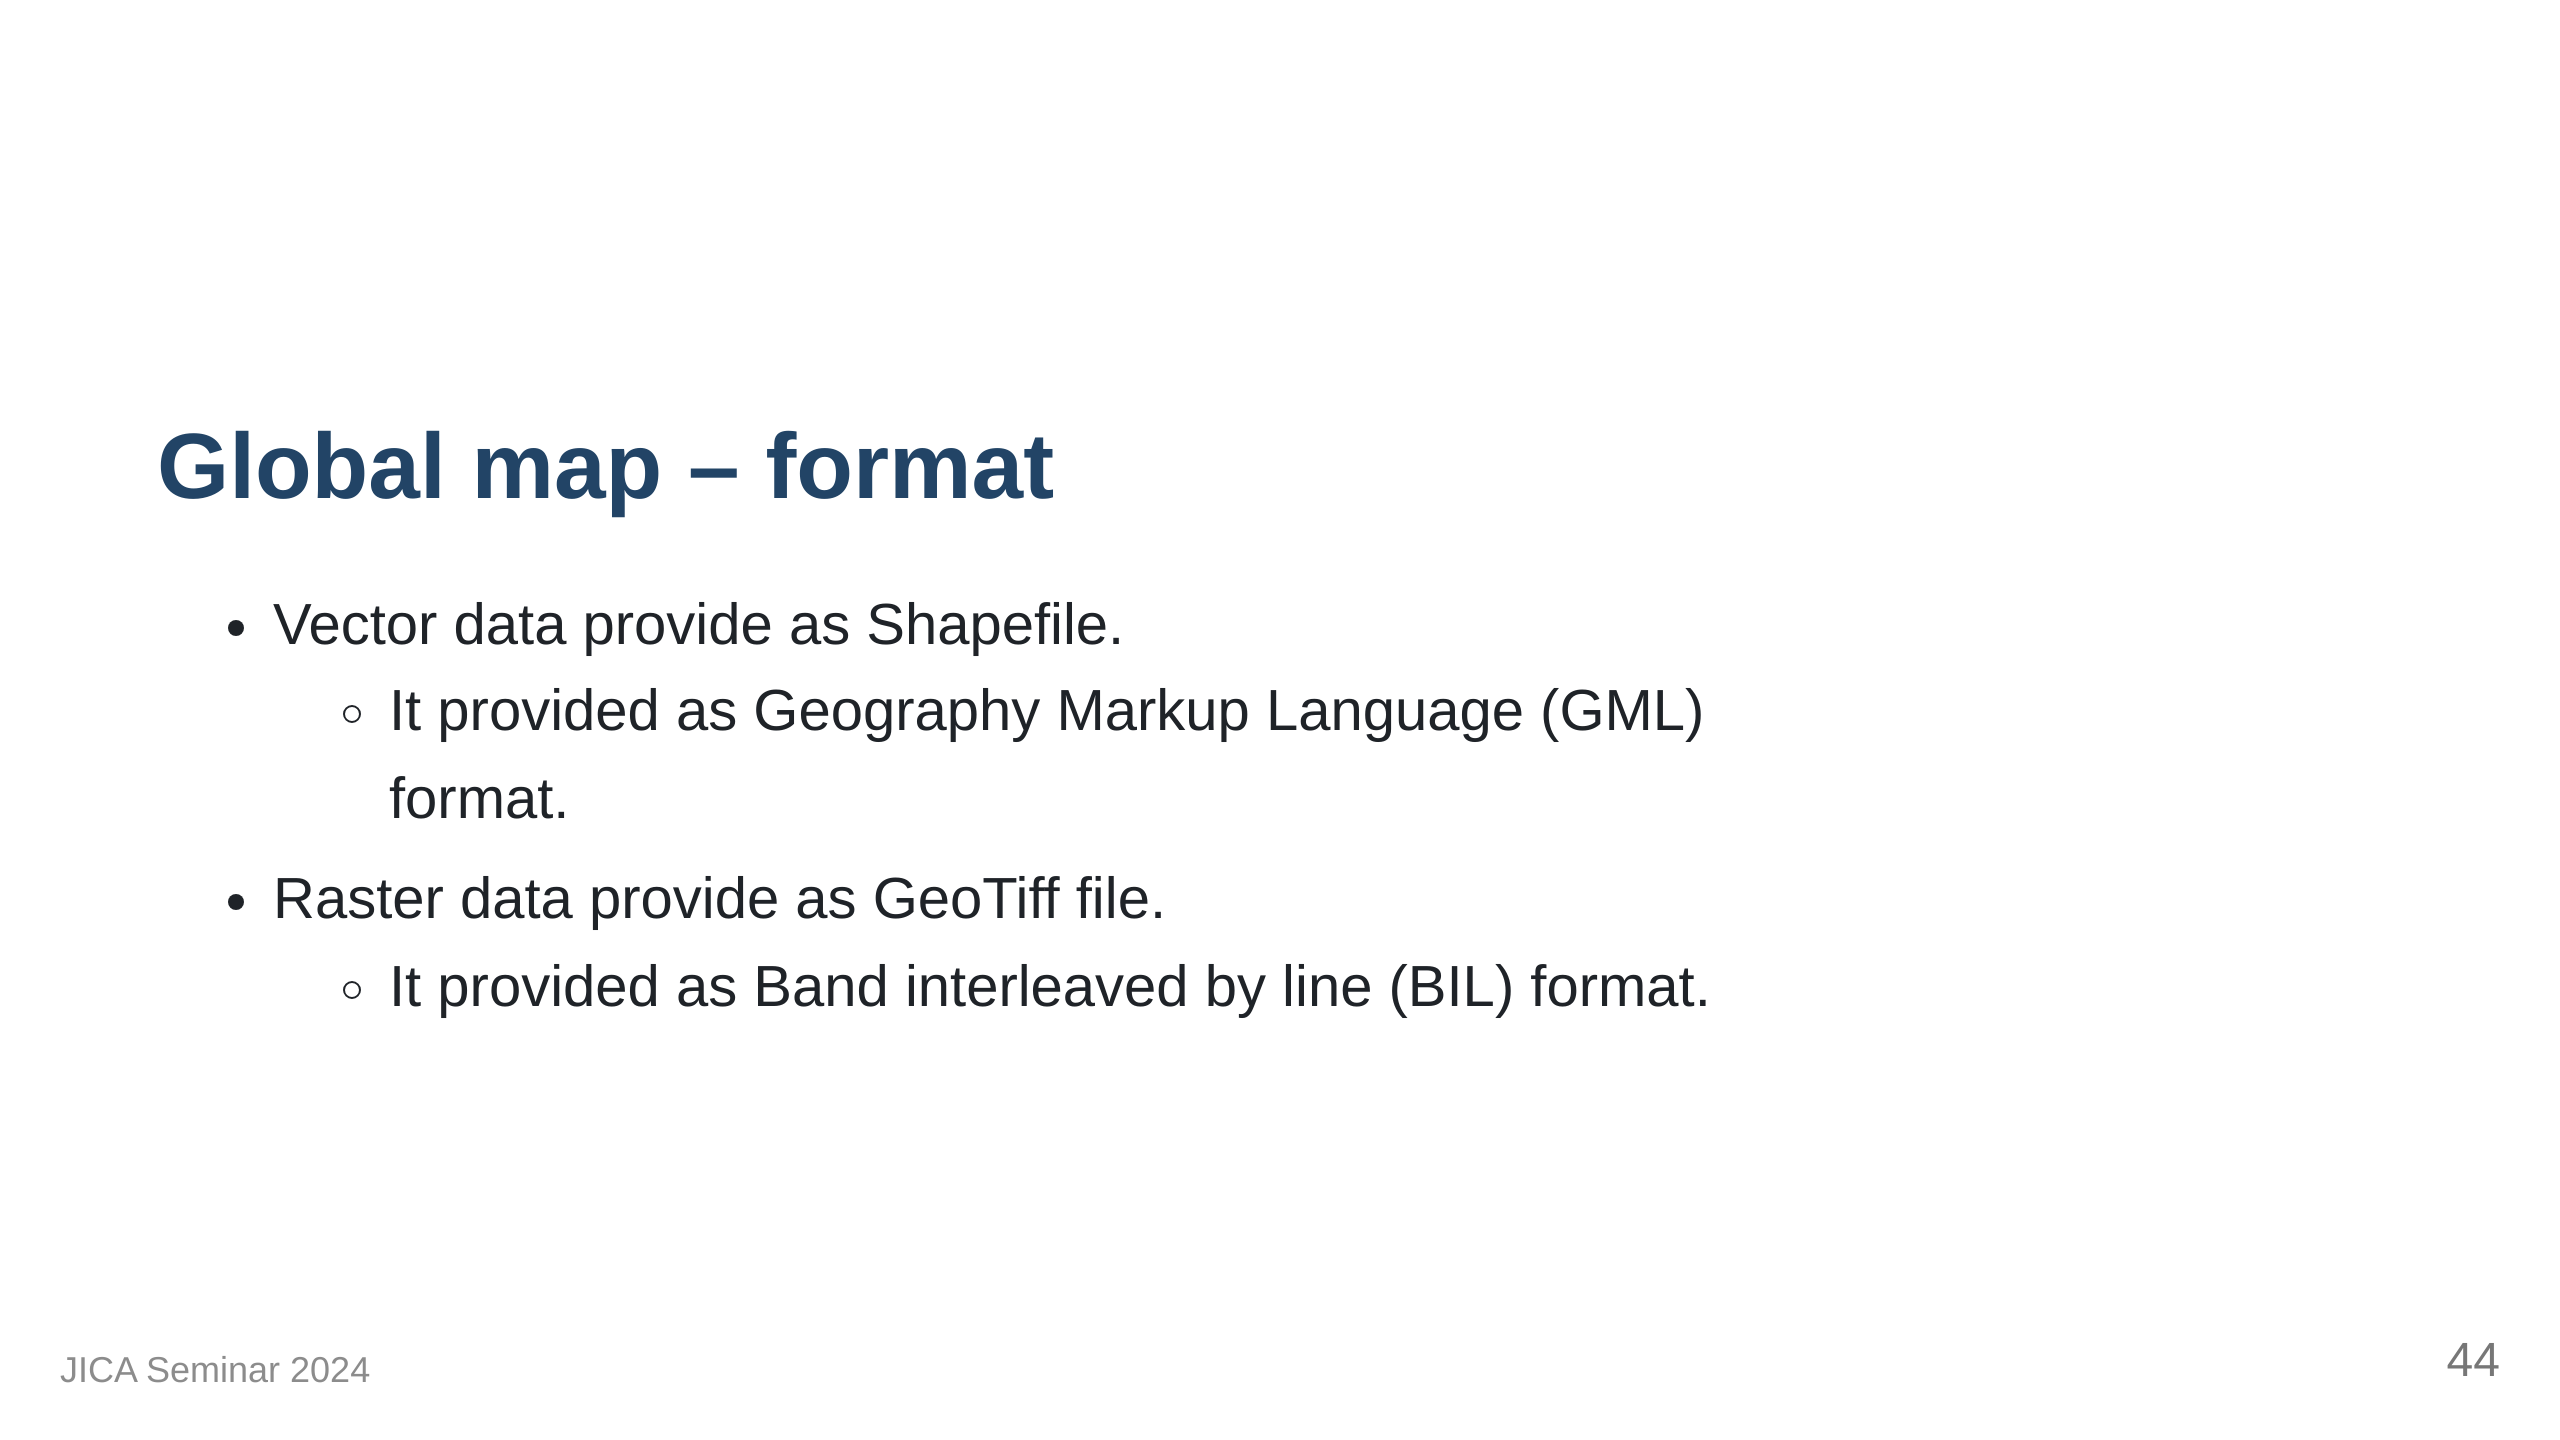 Global map – format
• Vector data provide as Shapefile.
◦ It provided as Geography Markup Language (GML)
format.
• Raster data provide as GeoTiff file.
◦ It provided as Band interleaved by line (BIL) format.
JICA Seminar 2024
44